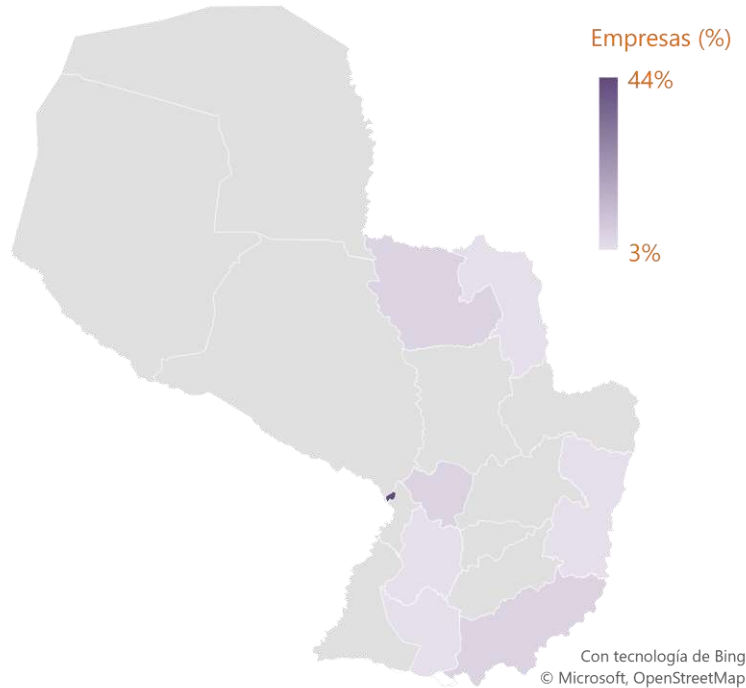 Empresas (%)
44%
3%
Con tecnología de Bing
© Microsoft, OpenStreetMap